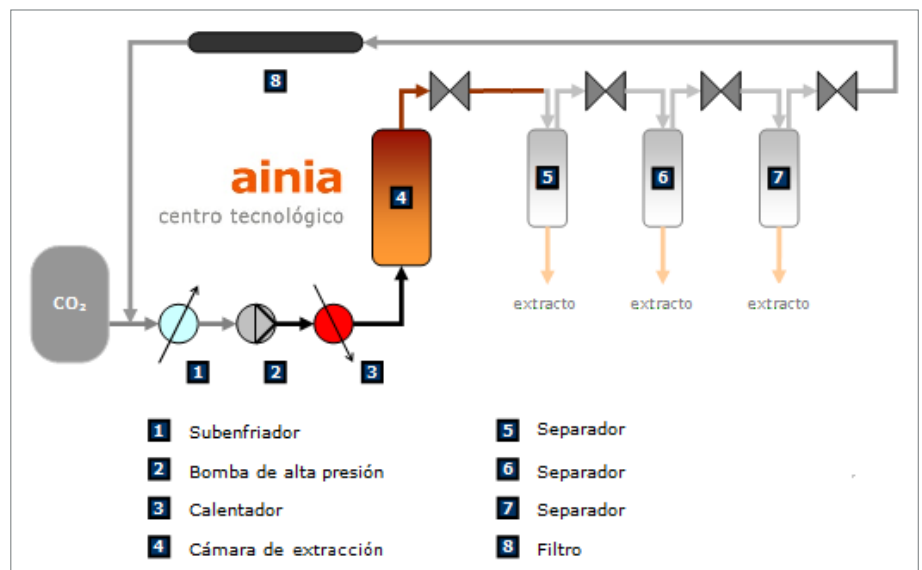 8
ainia
centro tecnológico
4
5
6
7
CO₂
extracto
extracto
extracto
1
2
3
1 Subenfriador
2 Bomba de alta presión
3 Calentador
4 Cámara de extracción
5 Separador
6 Separador
7 Separador
8 Filtro